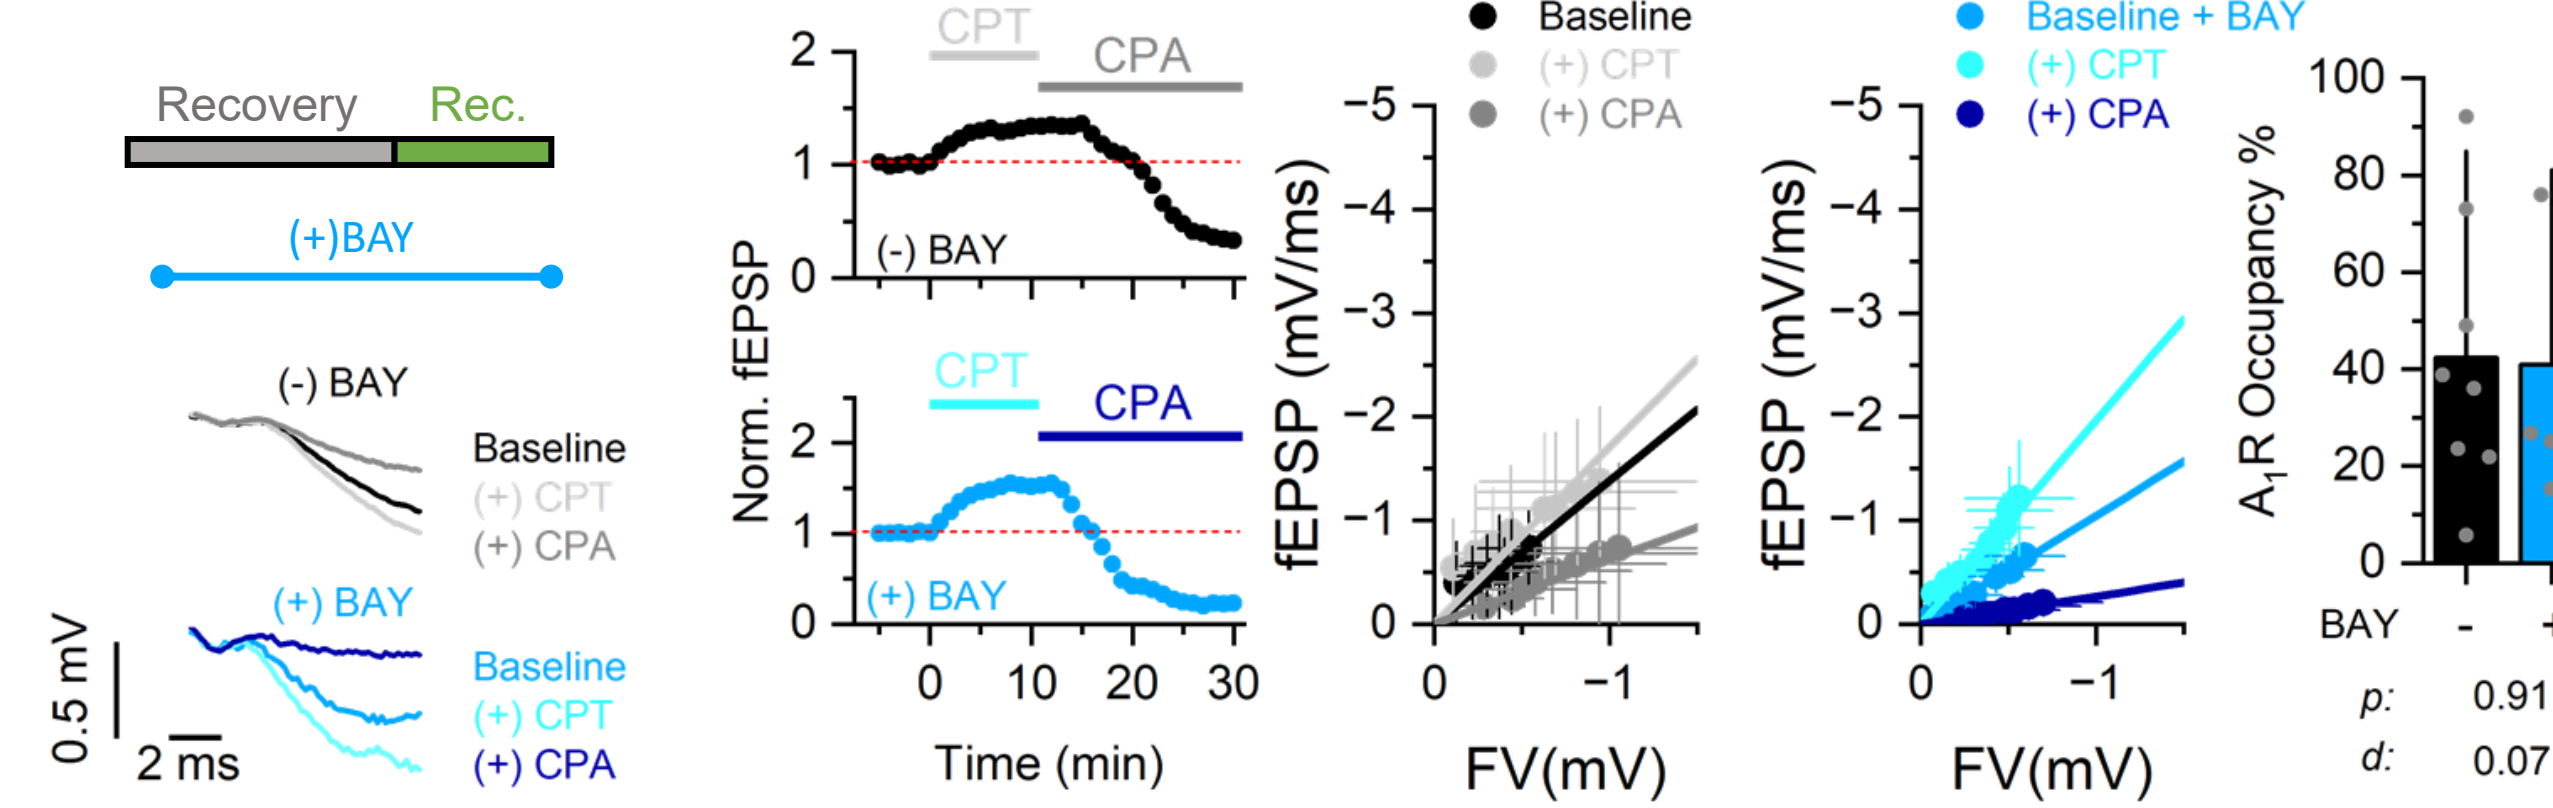 Recovery Rec.
(+)BAY
(-) BAY
Baseline
(+) CPT
(+) CPA
(+) BAY
Baseline
(+) CPT
(+) CPA
0.5 mV
2 ms
Norm. fEPSP
CPT
CPA
2
1
0
(-) BAY
CPT
CPA
2
1
0
(+) BAY
0 10 20 30
Time (min)
Baseline
(+) CPT
(+) CPA
fEPSP (mV/ms)
−5
−4
−3
−2
−1
0
0 −1
FV(mV)
Baseline + BAY
(+) CPT
(+) CPA
fEPSP (mV/ms)
−5
−4
−3
−2
−1
0
0 −1
FV(mV)
A1R Occupancy %
100
80
60
40
20
0
BAY - +
p: 0.91
d: 0.07